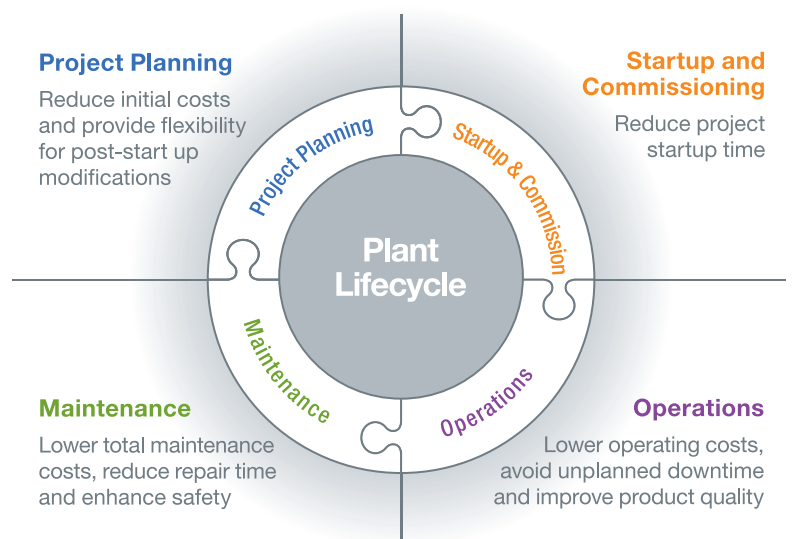 Project Planning
Reduce initial costs
and provide flexibility
for post-start up
modifications
Startup and
Commissioning
Reduce project
startup time
Project Planning
Startup & Commission
Plant
Lifecycle
Maintenance
Operations
Maintenance
Lower total maintenance
costs, reduce repair time
and enhance safety
Operations
Lower operating costs,
avoid unplanned downtime
and improve product quality